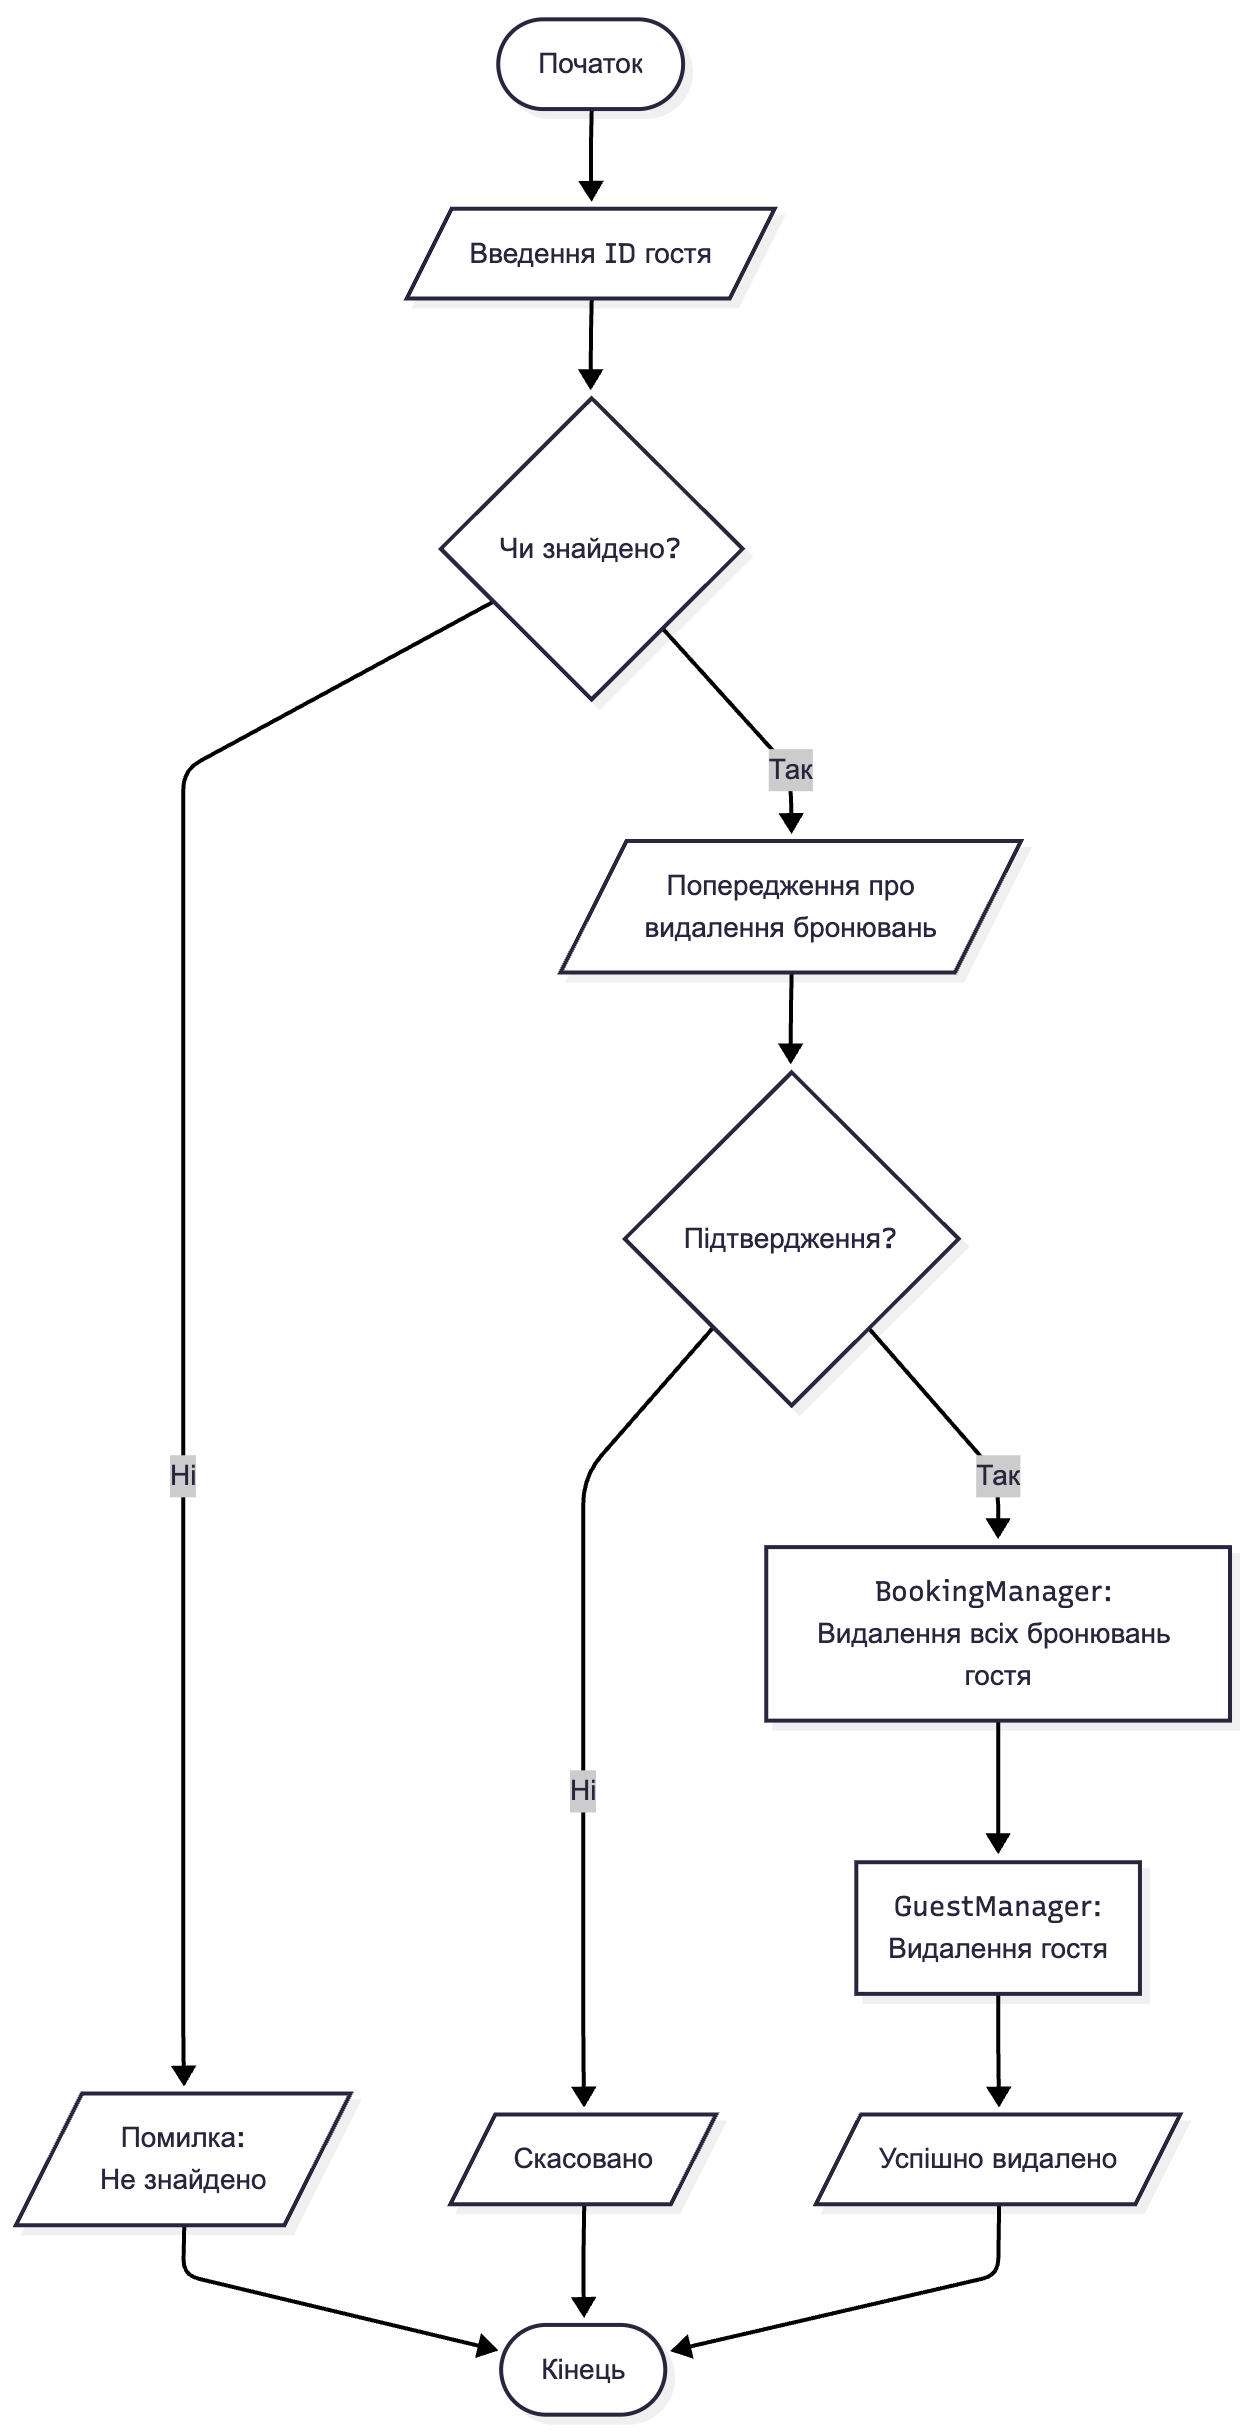 Початок
Введення ID гостя
Чи знайдено?
Так
Попередження про
видалення бронювань
Підтвердження?
Ні
Так
BookingManager:
Видалення всіх бронювань
гостя
Ні
GuestManager:
Видалення гостя
Помилка:
Не знайдено
Скасовано
Успішно видалено
Кінець